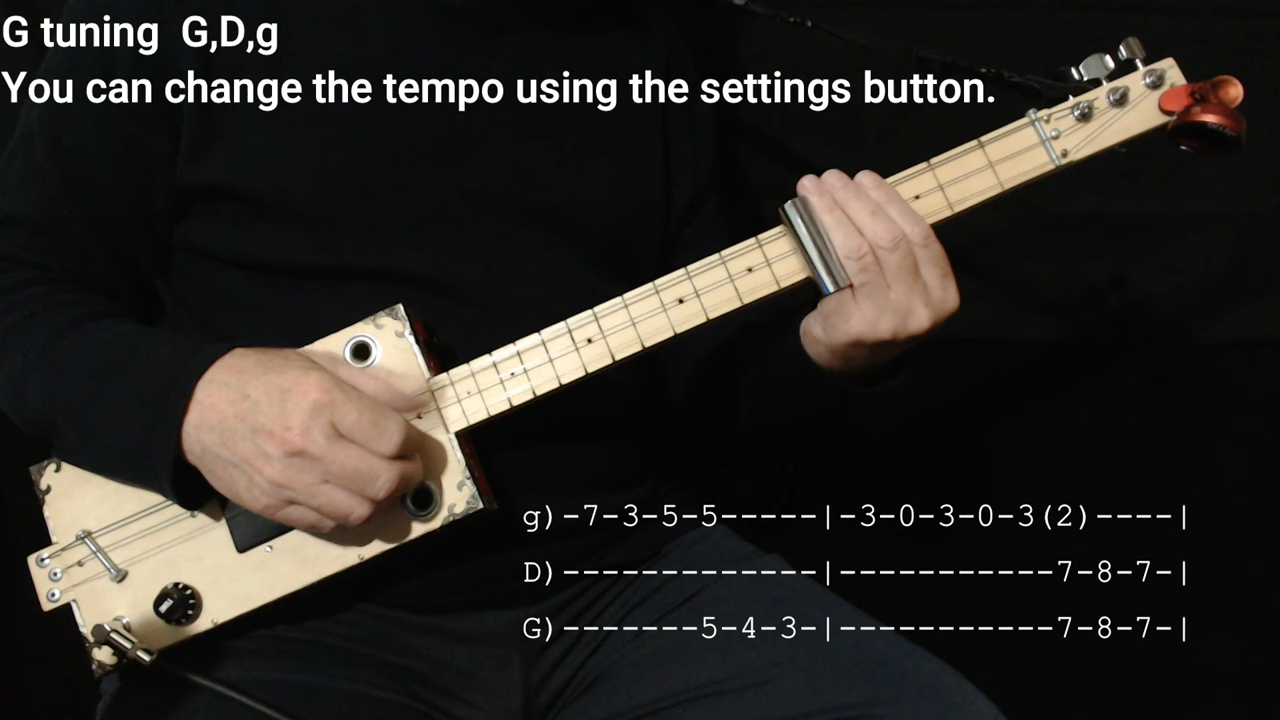 G tuning  G,D,g
You can change the tempo using the settings button.
g)-7-3-5-5-----|-3-0-3-0-3(2)----|
D)-------------|-----------7-8-7-|
G)-------5-4-3-|-----------7-8-7-|